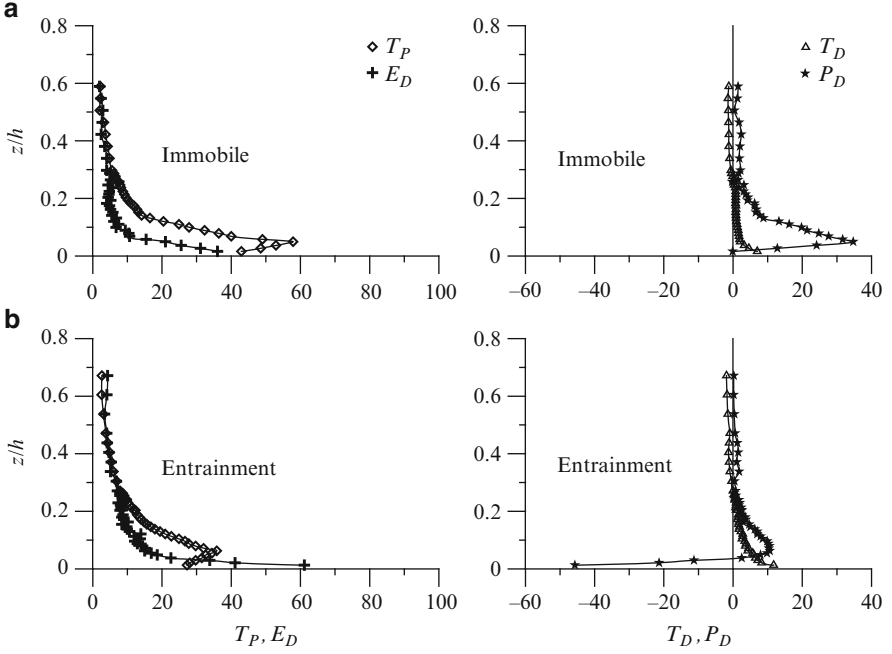 a
0.8
0.6
0.4
0.2
0
z/h
T_P
E_D
Immobile
0 20 40 60 80 100
0.8
0.6
0.4
0.2
0
T_D
P_D
Immobile
–60 –40 –20 0 20 40
b
0.8
0.6
0.4
0.2
0
z/h
Entrainment
0 20 40 60 80 100
T_P, E_D
0.8
0.6
0.4
0.2
0
Entrainment
–60 –40 –20 0 20 40
T_D, P_D